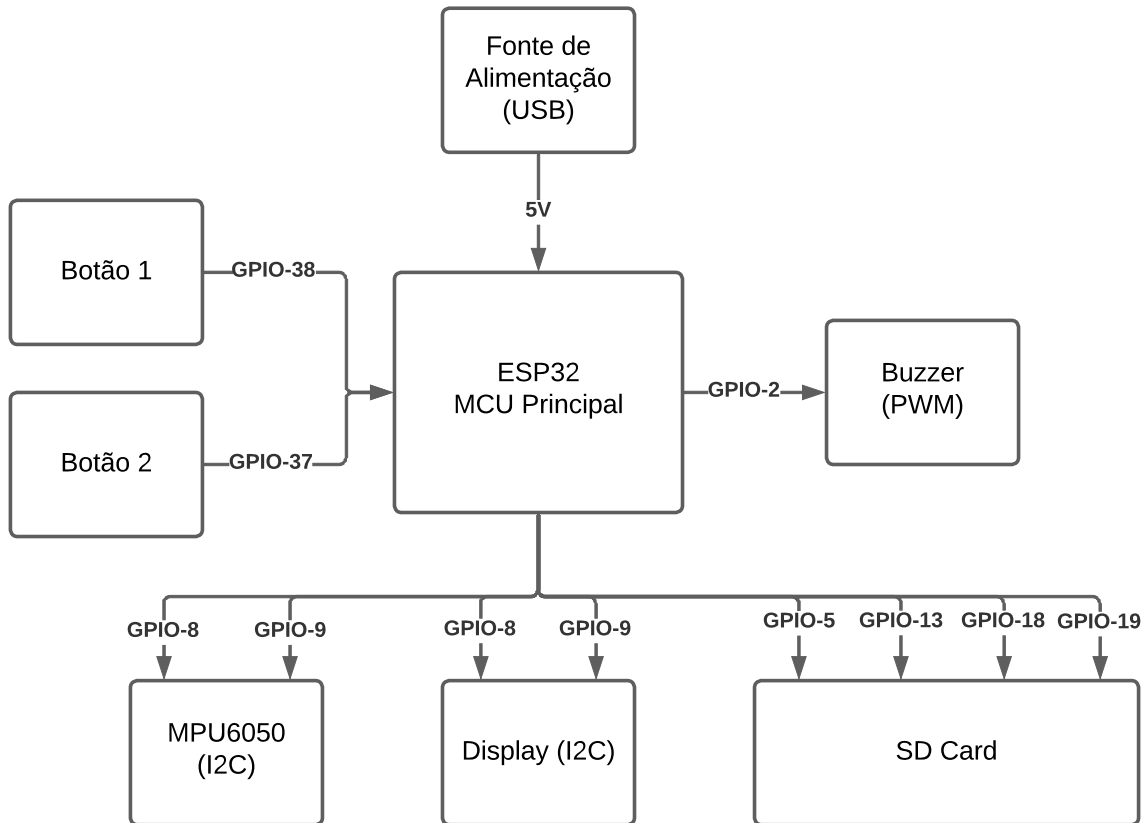 Fonte de
Alimentação
(USB)
5V
Botão 1
GPIO-38
ESP32
MCU Principal
GPIO-2
Buzzer
(PWM)
Botão 2
GPIO-37
GPIO-8
GPIO-9
GPIO-8
GPIO-9
GPIO-5
GPIO-13
GPIO-18
GPIO-19
MPU6050
(I2C)
Display (I2C)
SD Card